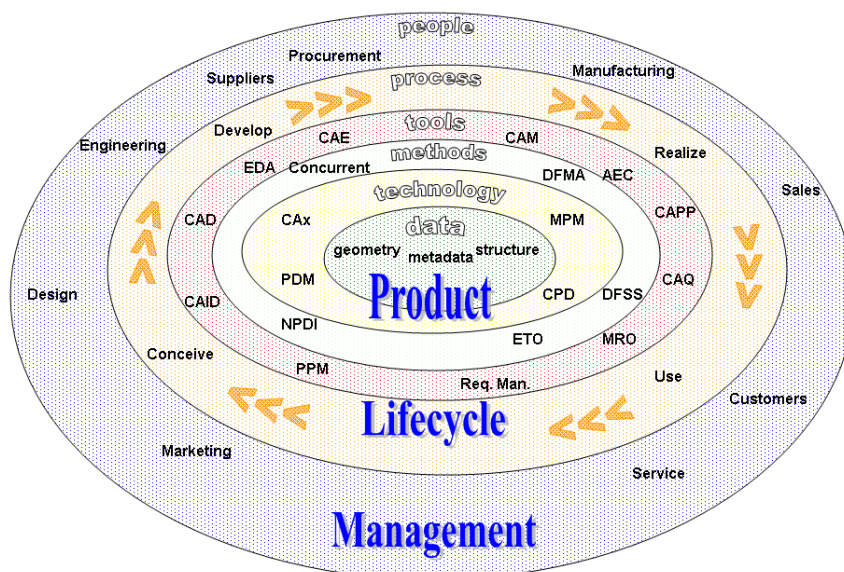 people
Procurement
Suppliers
Manufacturing
process
Engineering
Develop
tools
CAE
CAM
Realize
methods
EDA
Concurrent
DFMA
AEC
technology
Sales
CAD
CAx
data
MPM
CAPP
geometry
metadata
structure
Design
PDM
Product
CPD
DFSS
CAQ
CAID
NPDI
ETO
MRO
Conceive
PPM
Req. Man.
Use
Customers
Lifecycle
Marketing
Service
Management